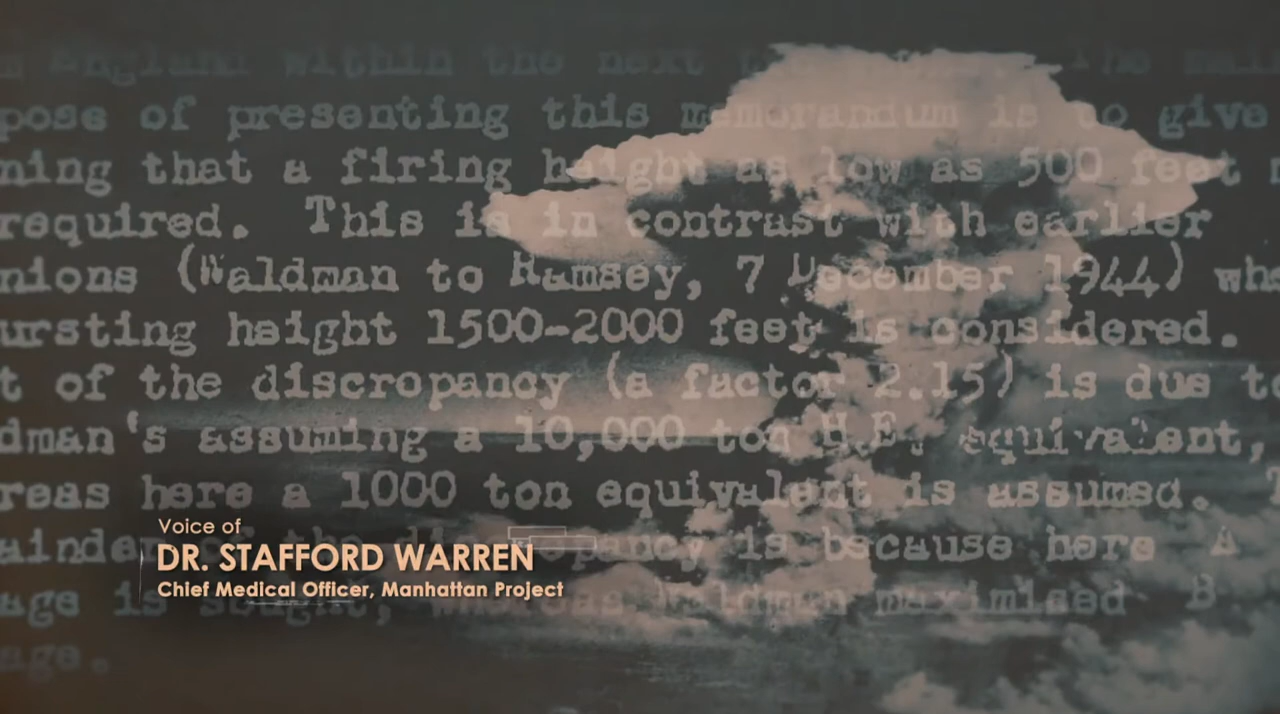 England within the next
pose of presenting this memorandum is to give
ning that a firing height as low as 500 feet
required. This is in contrast with earlier
nions (Waldman to Ramsey, 7 December 1944) whe
ursting height 1500-2000 feet is considered.
t of the discrepancy (a factor 2.15) is due to
dman's assuming a 10,000 ton H.E. equivalent,
reas here a 1000 ton equivalent is assumed.
ainder of the discrepancy is because here A
age is sought, whereas Waldman maximised B
age.
Voice of
DR. STAFFORD WARREN
Chief Medical Officer, Manhattan Project